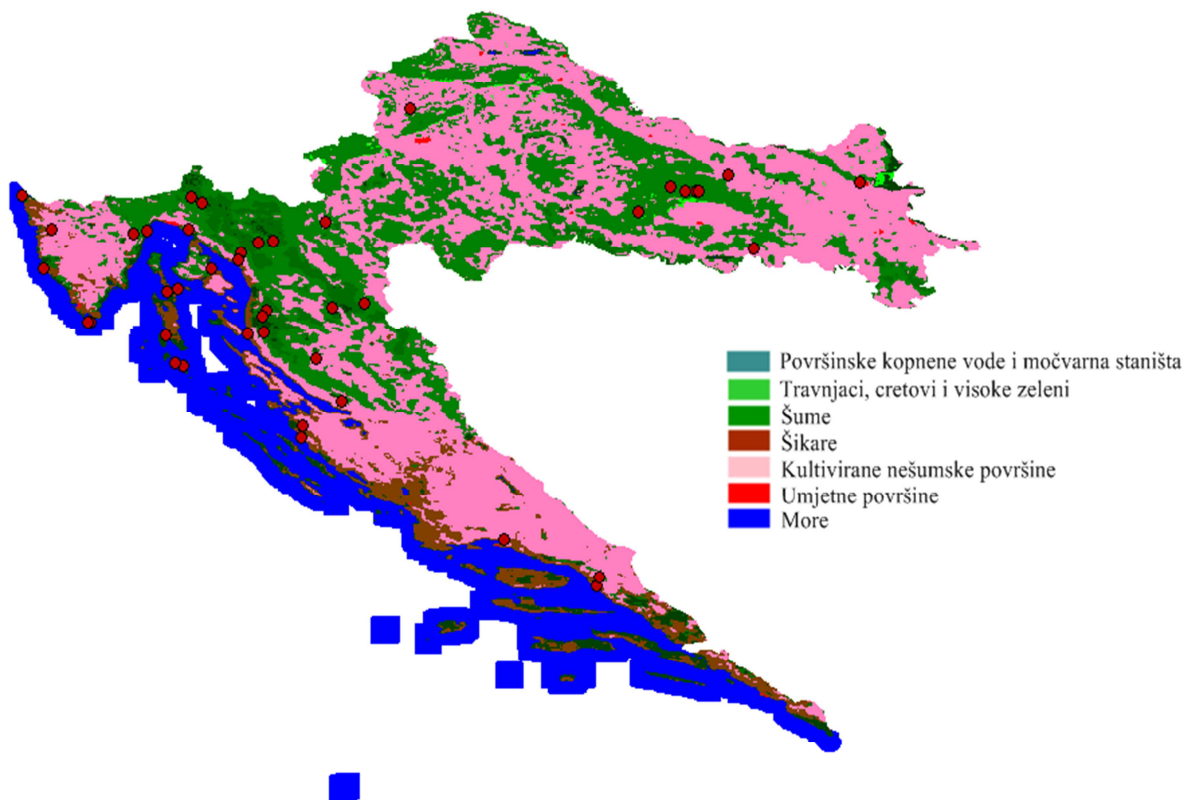 Površinske kopnene vode i močvarna staništa
Travnjaci, cretovi i visoke zeleni
Šume
Šikare
Kultivirane nešumske površine
Umjetne površine
More